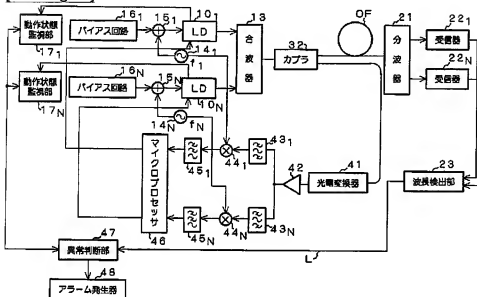 動作状態
監視部
17₁
バイアス回路
16₁
15₁
10₁
LD
14₁
f₁
動作状態
監視部
17N
バイアス回路
16N
15N
LD
10N
14N
fN
13
合波器
32
カプラ
OF
21
分波部
22₁
受信器
22N
受信器
23
波長検出部
マイクロプロセッサ
46
45₁
44₁
43₁
45N
44N
43N
42
41
光電変換器
L
47
異常判断部
48
アラーム発生器